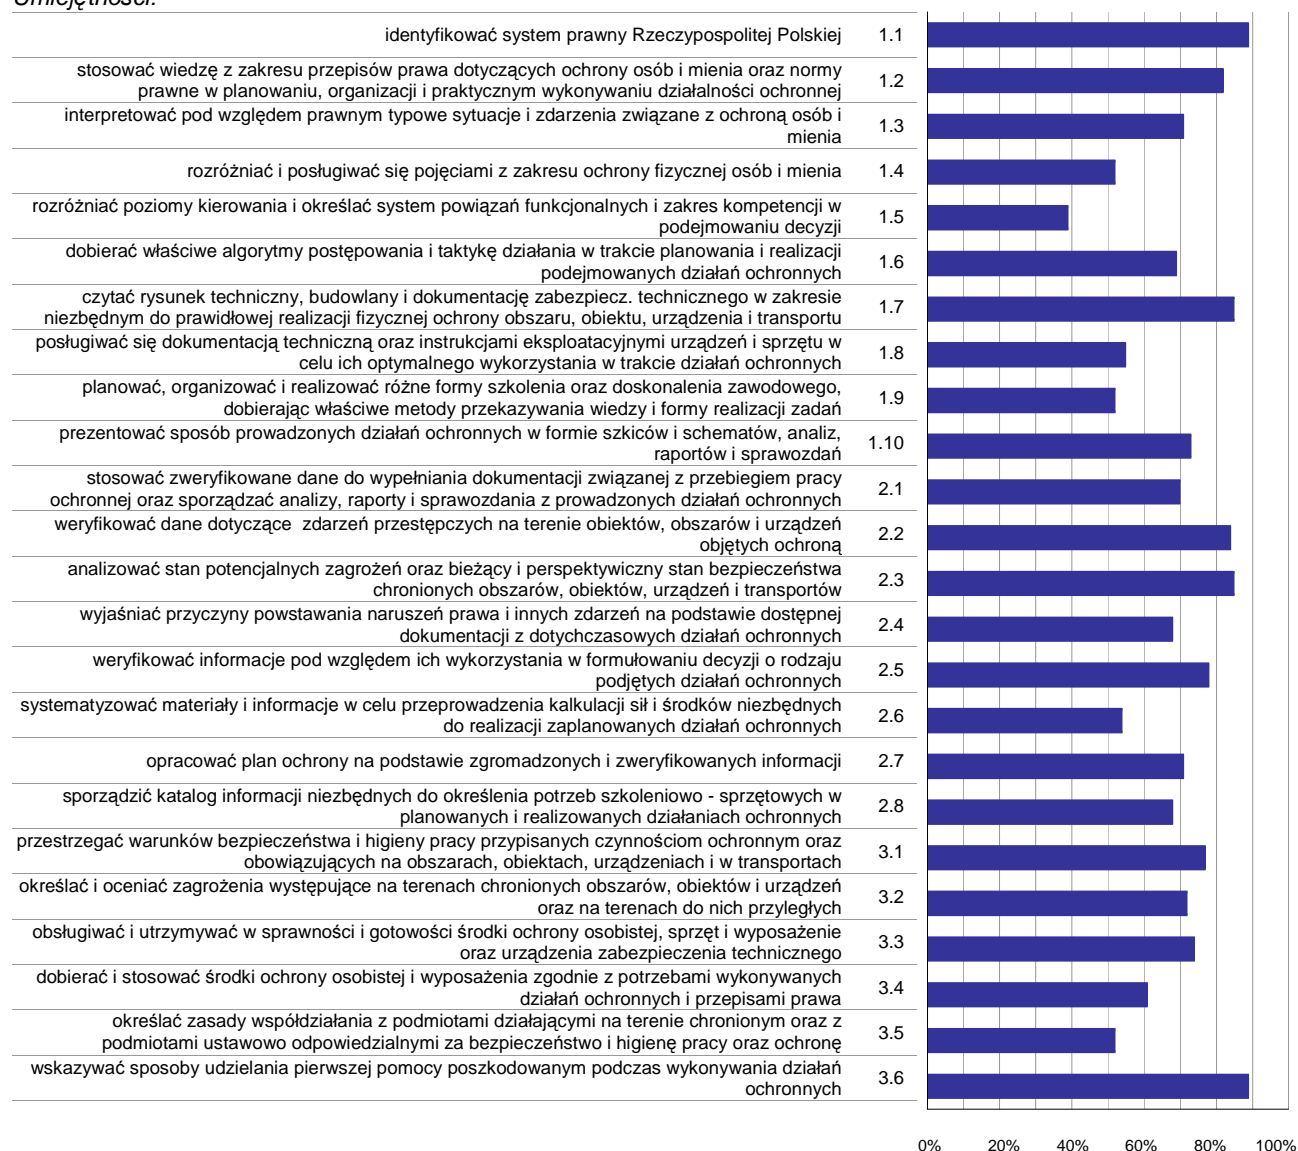 Umiejętności:
identyfikować system prawny Rzeczypospolitej Polskiej 1.1
stosować wiedzę z zakresu przepisów prawa dotyczących ochrony osób i mienia oraz normy
prawne w planowaniu, organizacji i praktycznym wykonywaniu działalności ochronnej 1.2
interpretować pod względem prawnym typowe sytuacje i zdarzenia związane z ochroną osób i
mienia 1.3
rozróżniać i posługiwać się pojęciami z zakresu ochrony fizycznej osób i mienia 1.4
rozróżniać poziomy kierowania i określać system powiązań funkcjonalnych i zakres kompetencji w
podejmowaniu decyzji 1.5
dobierać właściwe algorytmy postępowania i taktykę działania w trakcie planowania i realizacji
podejmowanych działań ochronnych 1.6
czytać rysunek techniczny, budowlany i dokumentację zabezpiecz. technicznego w zakresie
niezbędnym do prawidłowej realizacji fizycznej ochrony obszaru, obiektu, urządzenia i transportu 1.7
posługiwać się dokumentacją techniczną oraz instrukcjami eksploatacyjnymi urządzeń i sprzętu w
celu ich optymalnego wykorzystania w trakcie działań ochronnych 1.8
planować, organizować i realizować różne formy szkolenia oraz doskonalenia zawodowego,
dobierając właściwe metody przekazywania wiedzy i formy realizacji zadań 1.9
prezentować sposób prowadzonych działań ochronnych w formie szkiców i schematów, analiz,
raportów i sprawozdań 1.10
stosować zweryfikowane dane do wypełniania dokumentacji związanej z przebiegiem pracy
ochronnej oraz sporządzać analizy, raporty i sprawozdania z prowadzonych działań ochronnych 2.1
weryfikować dane dotyczące zdarzeń przestępczych na terenie obiektów, obszarów i urządzeń
objętych ochroną 2.2
analizować stan potencjalnych zagrożeń oraz bieżący i perspektywiczny stan bezpieczeństwa
chronionych obszarów, obiektów, urządzeń i transportów 2.3
wyjaśniać przyczyny powstawania naruszeń prawa i innych zdarzeń na podstawie dostępnej
dokumentacji z dotychczasowych działań ochronnych 2.4
weryfikować informacje pod względem ich wykorzystania w formułowaniu decyzji o rodzaju
podjętych działań ochronnych 2.5
systematyzować materiały i informacje w celu przeprowadzenia kalkulacji sił i środków niezbędnych
do realizacji zaplanowanych działań ochronnych 2.6
opracować plan ochrony na podstawie zgromadzonych i zweryfikowanych informacji 2.7
sporządzić katalog informacji niezbędnych do określenia potrzeb szkoleniowo - sprzętowych w
planowanych i realizowanych działaniach ochronnych 2.8
przestrzegać warunków bezpieczeństwa i higieny pracy przypisanych czynnościom ochronnym oraz
obowiązujących na obszarach, obiektach, urządzeniach i w transportach 3.1
określać i oceniać zagrożenia występujące na terenach chronionych obszarów, obiektów i urządzeń
oraz na terenach do nich przyległych 3.2
obsługiwać i utrzymywać w sprawności i gotowości środki ochrony osobistej, sprzęt i wyposażenie
oraz urządzenia zabezpieczenia technicznego 3.3
dobierać i stosować środki ochrony osobistej i wyposażenia zgodnie z potrzebami wykonywanych
działań ochronnych i przepisami prawa 3.4
określać zasady współdziałania z podmiotami działającymi na terenie chronionym oraz z
podmiotami ustawowo odpowiedzialnymi za bezpieczeństwo i higienę pracy oraz ochronę 3.5
wskazywać sposoby udzielania pierwszej pomocy poszkodowanym podczas wykonywania działań
ochronnych 3.6
0% 20% 40% 60% 80% 100%